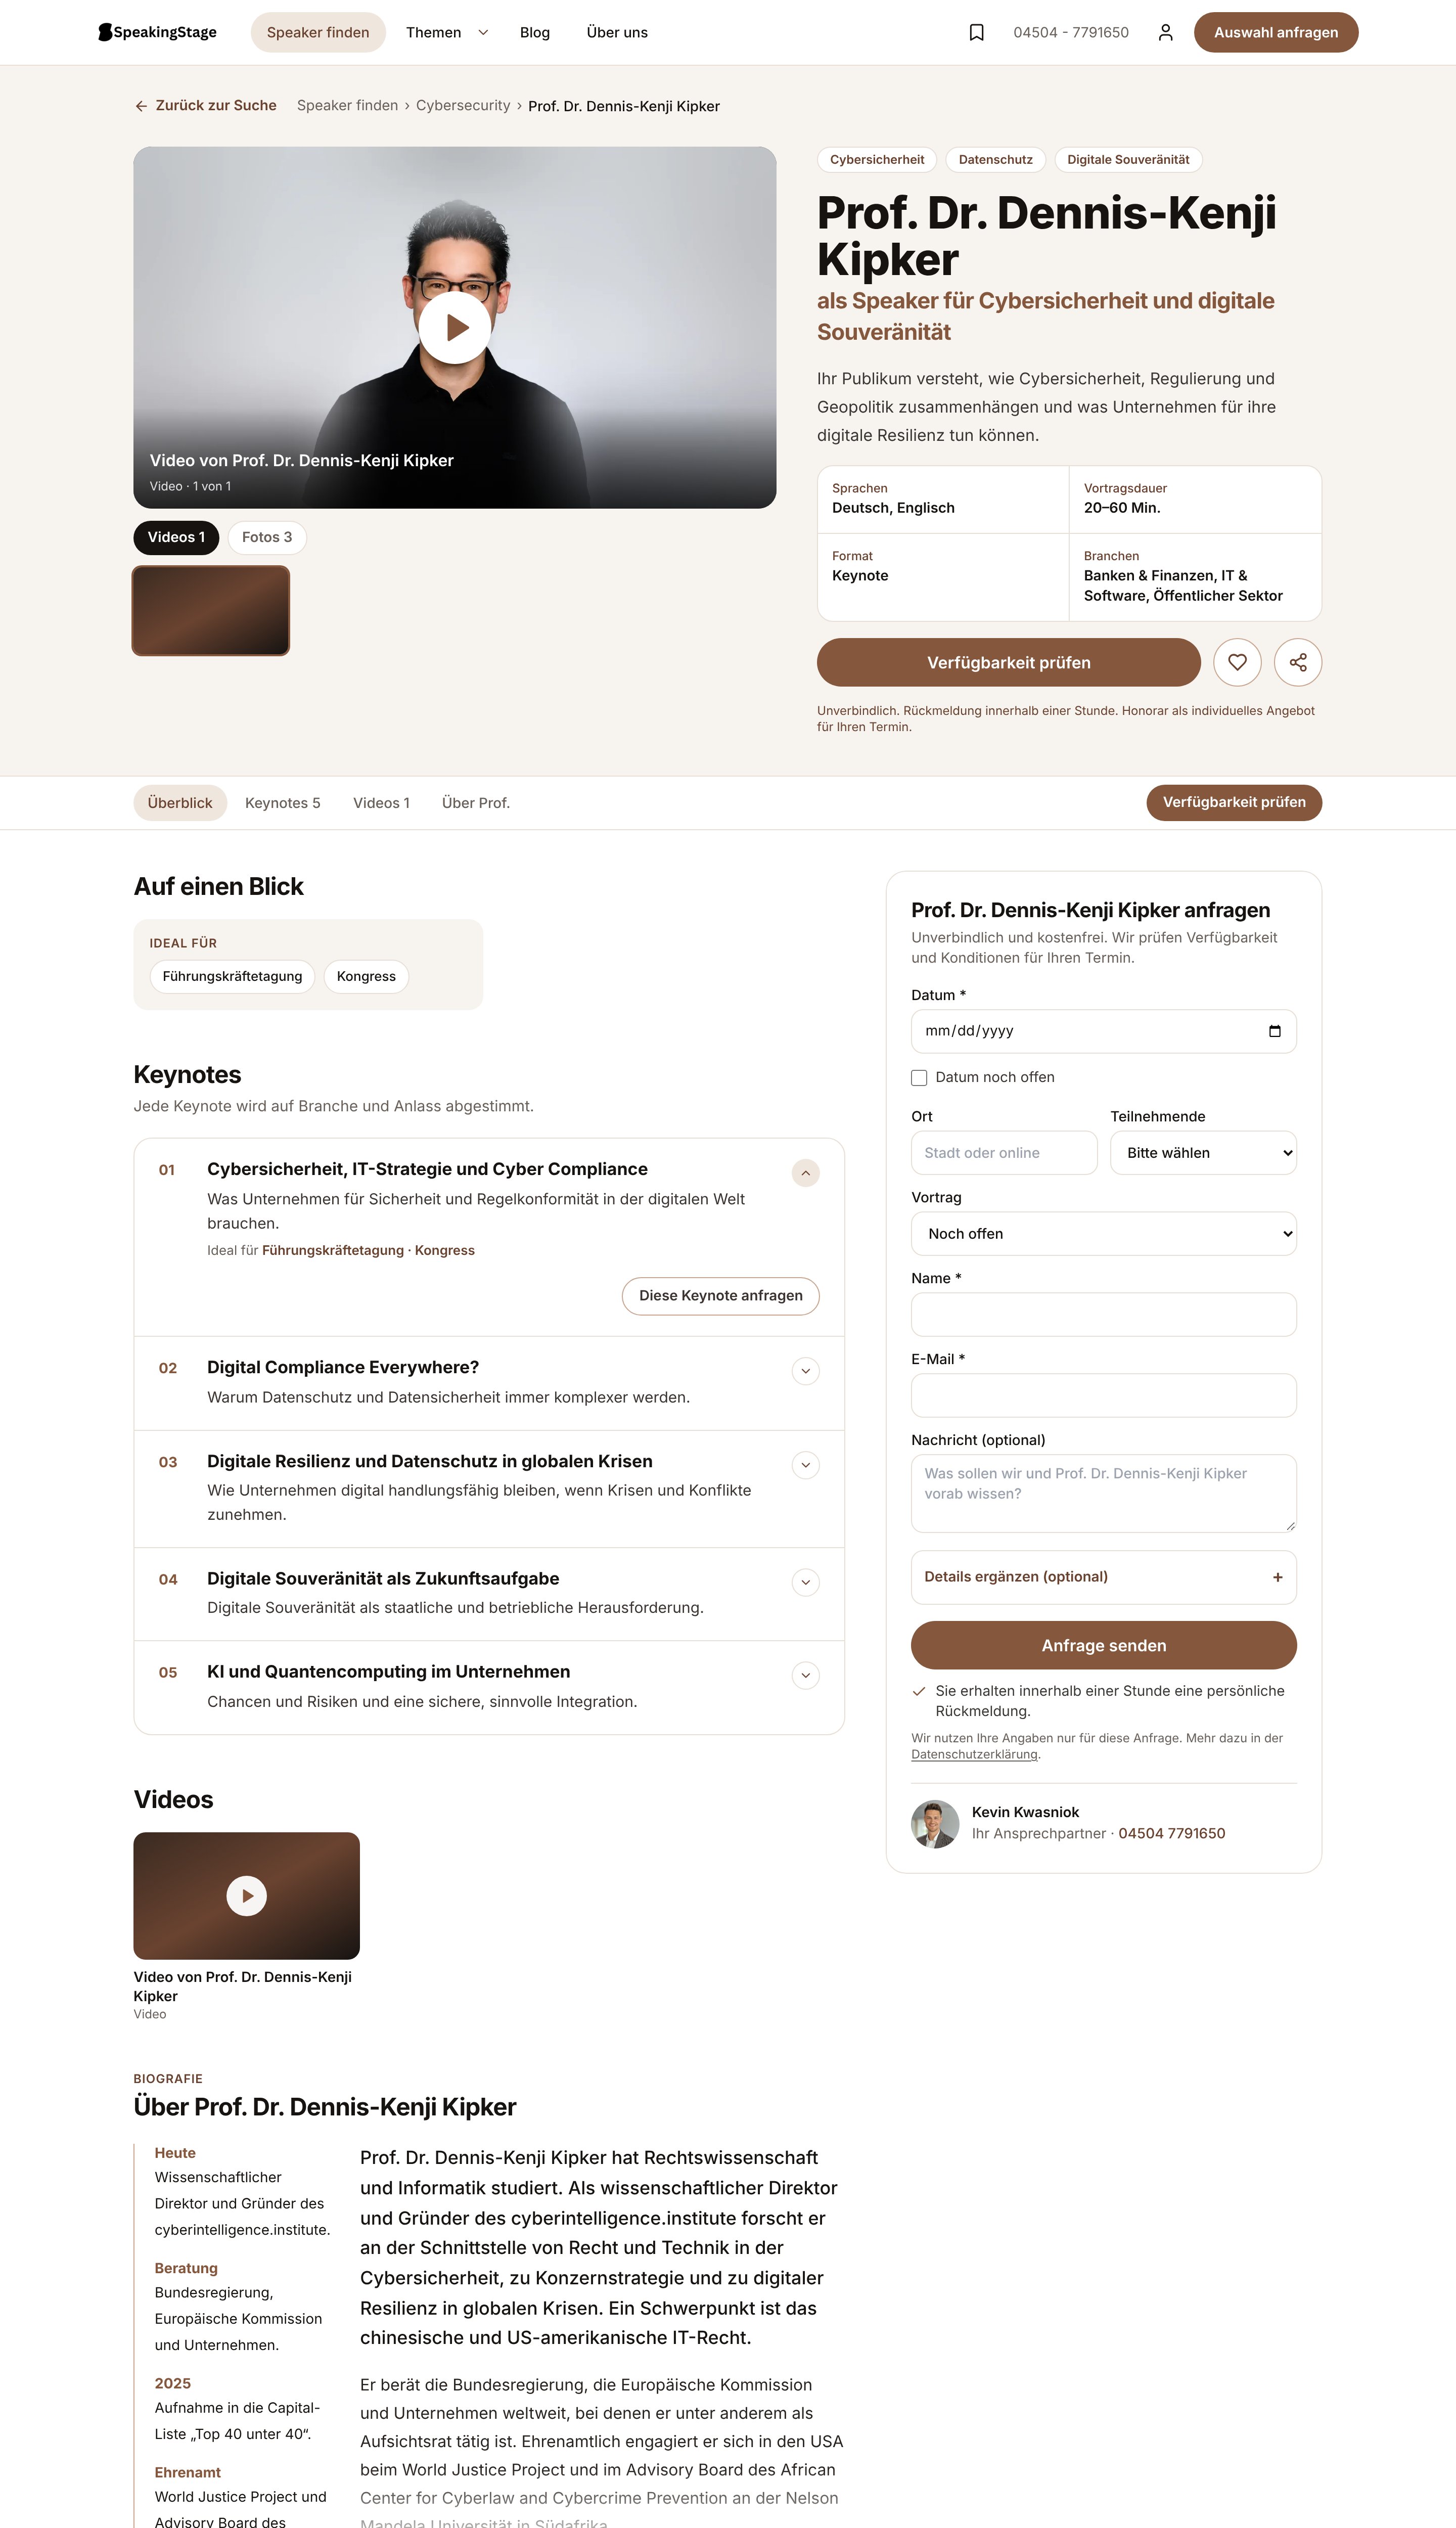 SpeakingStage
Speaker finden
Themen
Blog
Über uns
04504 - 7791650
Auswahl anfragen
Zurück zur Suche
Speaker finden › Cybersecurity › Prof. Dr. Dennis-Kenji Kipker
Video von Prof. Dr. Dennis-Kenji Kipker
Video · 1 von 1
Videos 1
Fotos 3
Cybersicherheit
Datenschutz
Digitale Souveränität
Prof. Dr. Dennis-Kenji
Kipker
als Speaker für Cybersicherheit und digitale
Souveränität
Ihr Publikum versteht, wie Cybersicherheit, Regulierung und
Geopolitik zusammenhängen und was Unternehmen für ihre
digitale Resilienz tun können.
Sprachen
Deutsch, Englisch
Vortragsdauer
20–60 Min.
Format
Keynote
Branchen
Banken & Finanzen, IT &
Software, Öffentlicher Sektor
Verfügbarkeit prüfen
Unverbindlich. Rückmeldung innerhalb einer Stunde. Honorar als individuelles Angebot
für Ihren Termin.
Überblick
Keynotes 5
Videos 1
Über Prof.
Verfügbarkeit prüfen
Auf einen Blick
IDEAL FÜR
Führungskräftetagung
Kongress
Keynotes
Jede Keynote wird auf Branche und Anlass abgestimmt.
01
Cybersicherheit, IT-Strategie und Cyber Compliance
Was Unternehmen für Sicherheit und Regelkonformität in der digitalen Welt
brauchen.
Ideal für Führungskräftetagung · Kongress
Diese Keynote anfragen
02
Digital Compliance Everywhere?
Warum Datenschutz und Datensicherheit immer komplexer werden.
03
Digitale Resilienz und Datenschutz in globalen Krisen
Wie Unternehmen digital handlungsfähig bleiben, wenn Krisen und Konflikte
zunehmen.
04
Digitale Souveränität als Zukunftsaufgabe
Digitale Souveränität als staatliche und betriebliche Herausforderung.
05
KI und Quantencomputing im Unternehmen
Chancen und Risiken und eine sichere, sinnvolle Integration.
Prof. Dr. Dennis-Kenji Kipker anfragen
Unverbindlich und kostenfrei. Wir prüfen Verfügbarkeit
und Konditionen für Ihren Termin.
Datum *
mm/dd/yyyy
Datum noch offen
Ort
Stadt oder online
Teilnehmende
Bitte wählen
Vortrag
Noch offen
Name *
E-Mail *
Nachricht (optional)
Was sollen wir und Prof. Dr. Dennis-Kenji Kipker
vorab wissen?
Details ergänzen (optional) +
Anfrage senden
Sie erhalten innerhalb einer Stunde eine persönliche
Rückmeldung.
Wir nutzen Ihre Angaben nur für diese Anfrage. Mehr dazu in der
Datenschutzerklärung.
Kevin Kwasniok
Ihr Ansprechpartner · 04504 7791650
Videos
Video von Prof. Dr. Dennis-Kenji
Kipker
Video
BIOGRAFIE
Über Prof. Dr. Dennis-Kenji Kipker
Heute
Wissenschaftlicher
Direktor und Gründer des
cyberintelligence.institute.
Beratung
Bundesregierung,
Europäische Kommission
und Unternehmen.
2025
Aufnahme in die Capital-
Liste „Top 40 unter 40“.
Ehrenamt
World Justice Project und
Advisory Board des
Prof. Dr. Dennis-Kenji Kipker hat Rechtswissenschaft
und Informatik studiert. Als wissenschaftlicher Direktor
und Gründer des cyberintelligence.institute forscht er
an der Schnittstelle von Recht und Technik in der
Cybersicherheit, zu Konzernstrategie und zu digitaler
Resilienz in globalen Krisen. Ein Schwerpunkt ist das
chinesische und US-amerikanische IT-Recht.
Er berät die Bundesregierung, die Europäische Kommission
und Unternehmen weltweit, bei denen er unter anderem als
Aufsichtsrat tätig ist. Ehrenamtlich engagiert er sich in den USA
beim World Justice Project und im Advisory Board des African
Center for Cyberlaw and Cybercrime Prevention an der Nelson
Mandela Universität in Südafrika.